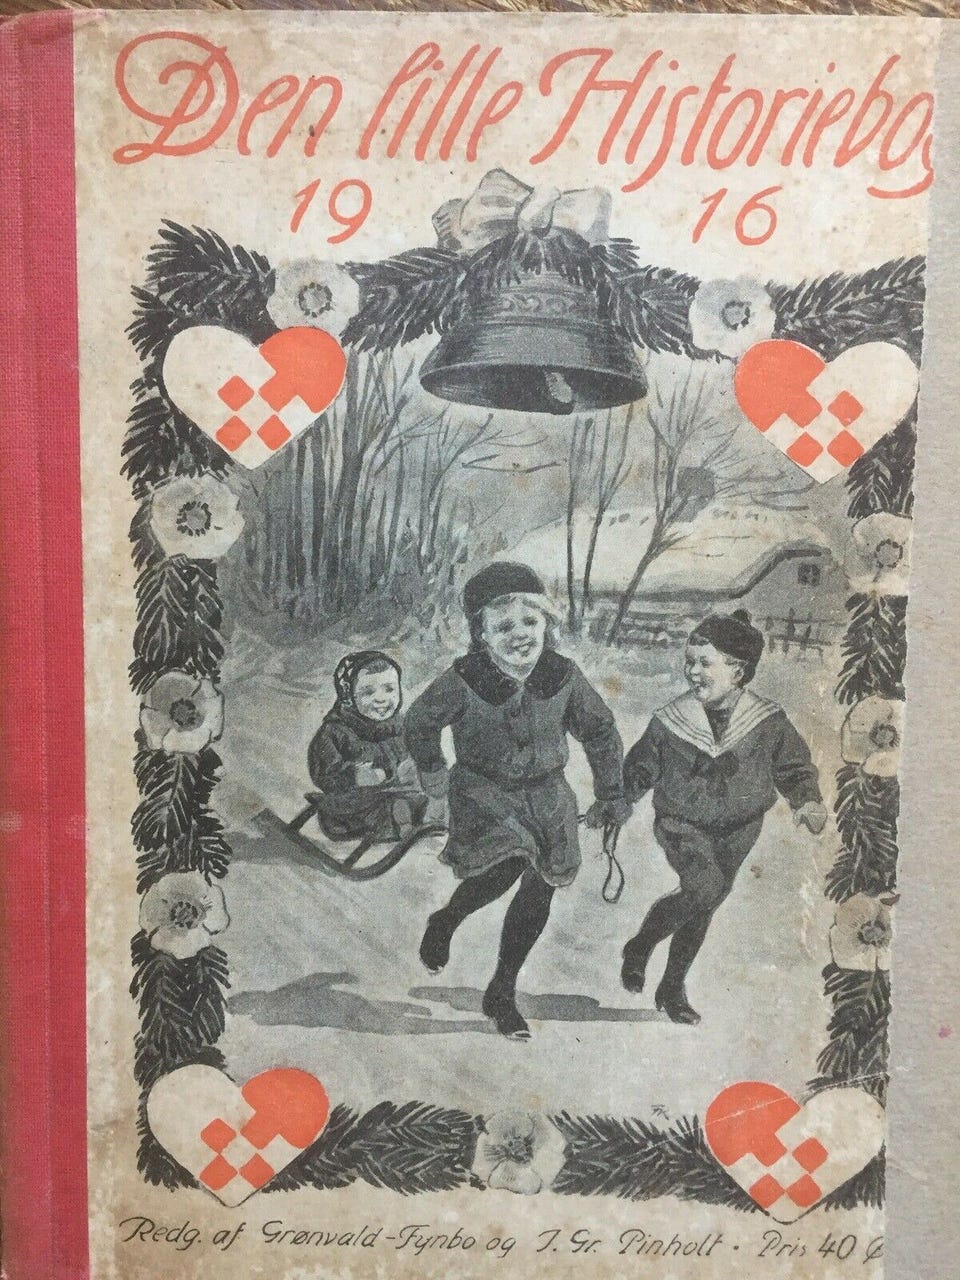 Den lille Historiebog
19 16
Redg. af Grønvald-Fynbo og J. Gr. Pinholt. Pris 40 Ø